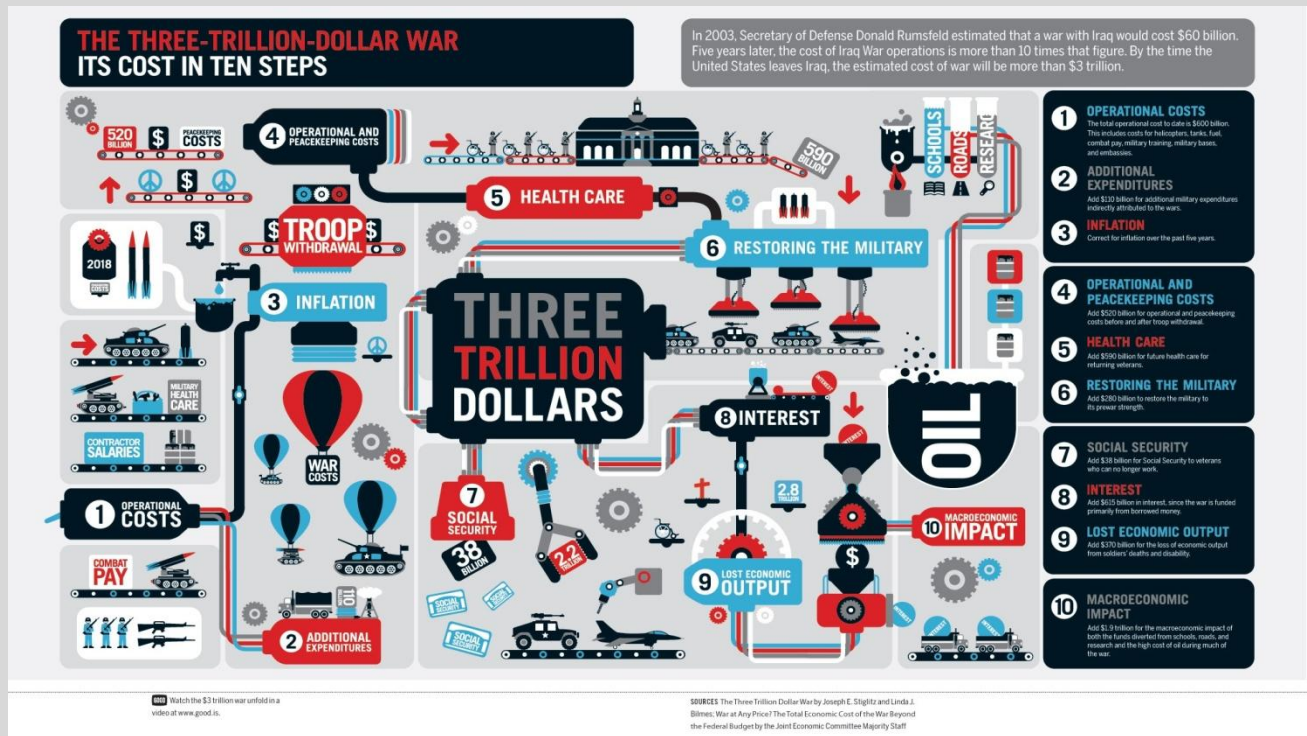 THE THREE-TRILLION-DOLLAR WAR
ITS COST IN TEN STEPS
In 2003, Secretary of Defense Donald Rumsfeld estimated that a war with Iraq would cost $60 billion.
Five years later, the cost of Iraq War operations is more than 10 times that figure. By the time the
United States leaves Iraq, the estimated cost of war will be more than $3 trillion.
520
BILLION
$
PEACEKEEPING
COSTS
$
4 OPERATIONAL AND
PEACEKEEPING COSTS
590
BILLION
SCHOOLS
ROADS
RESEARC
5 HEALTH CARE
$ TROOP $
WITHDRAWAL
6 RESTORING THE MILITARY
2018
$
3 INFLATION
THREE
TRILLION
DOLLARS
MILITARY
HEALTH
CARE
CONTRACTOR
SALARIES
WAR
COSTS
8 INTEREST
INTEREST
INTEREST
OIL
1 OPERATIONAL
COSTS
7
SOCIAL
SECURITY
38
BILLION
2.2
TRILLION
2.8
TRILLION
10 MACROECONOMIC
IMPACT
$
9 LOST ECONOMIC
OUTPUT
COMBAT
PAY
110
2 ADDITIONAL
EXPENDITURES
SOCIAL
SECURITY
SOCIAL
SECURITY
SOCIAL
SECURITY
INTEREST
INTEREST
INTEREST
1 OPERATIONAL COSTS
The total operational cost to date is $600 billion.
This includes costs for helicopters, tanks, fuel,
combat pay, military training, military bases,
and embassies.
2 ADDITIONAL
EXPENDITURES
Add $110 billion for additional military expenditures
indirectly attributed to the wars.
3 INFLATION
Correct for inflation over the past five years.
4 OPERATIONAL AND
PEACEKEEPING COSTS
Add $520 billion for operational and peacekeeping
costs before and after troop withdrawal.
5 HEALTH CARE
Add $590 billion for future health care for
returning veterans.
6 RESTORING THE MILITARY
Add $280 billion to restore the military to
its prewar strength.
7 SOCIAL SECURITY
Add $38 billion for Social Security to veterans
who can no longer work.
8 INTEREST
Add $615 billion in interest, since the war is funded
primarily from borrowed money.
9 LOST ECONOMIC OUTPUT
Add $370 billion for the loss of economic output
from soldiers' deaths and disability.
10 MACROECONOMIC
IMPACT
Add $1.9 trillion for the macroeconomic impact of
both the funds diverted from schools, roads, and
research and the high cost of oil during much of
the war.
GOOD Watch the $3 trillion war unfold in a
video at www.good.is.
SOURCES The Three Trillion Dollar War by Joseph E. Stiglitz and Linda J.
Bilmes; War at Any Price? The Total Economic Cost of the War Beyond
the Federal Budget by the Joint Economic Committee Majority Staff